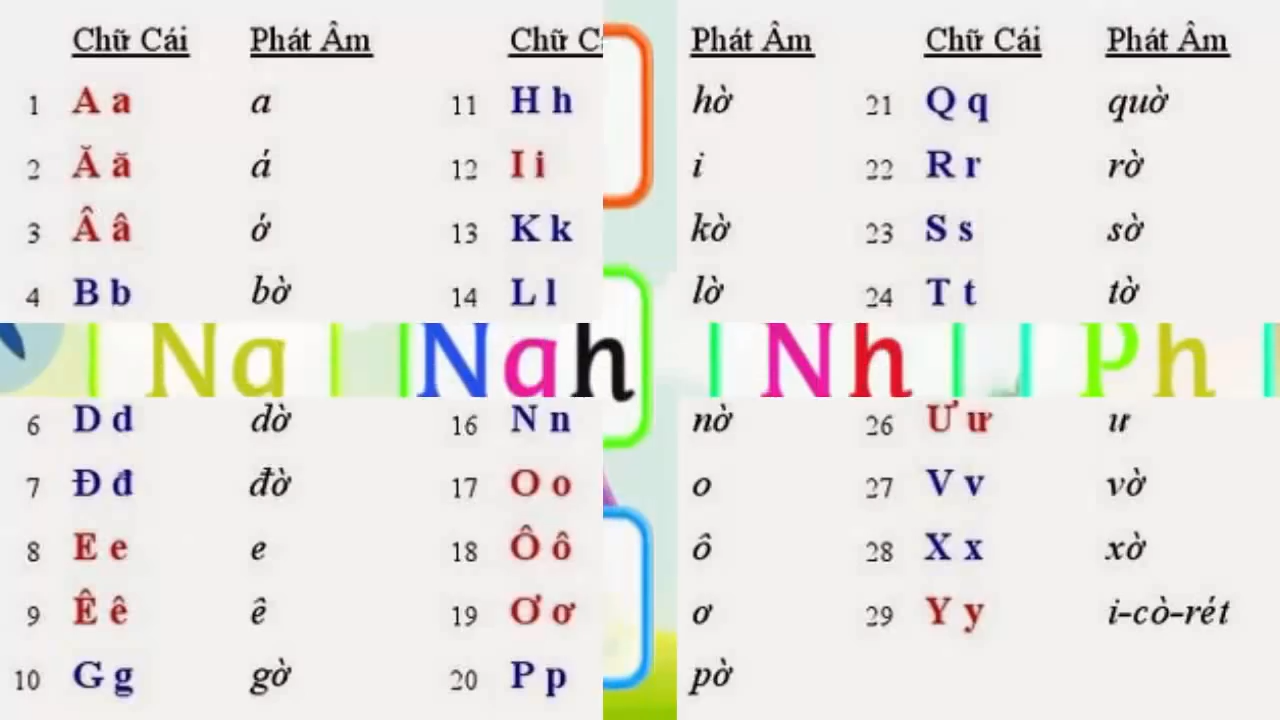 Chữ Cái Phát Âm Chữ C Phát Âm Chữ Cái Phát Âm
1 A a a 11 H h hờ 21 Q q quờ
2 Ă ă á 12 I i i 22 R r rờ
3 Â â ớ 13 K k kờ 23 S s sờ
4 B b bờ 14 L l lờ 24 T t tờ
Na Nah Nh Ph
6 D d dờ 16 N n nờ 26 Ư ư ư
7 Đ đ đờ 17 O o o 27 V v vờ
8 E e e 18 Ô ô ô 28 X x xờ
9 Ê ê ê 19 Ơ ơ ơ 29 Y y i-cò-rét
10 G g gờ 20 P p pờ